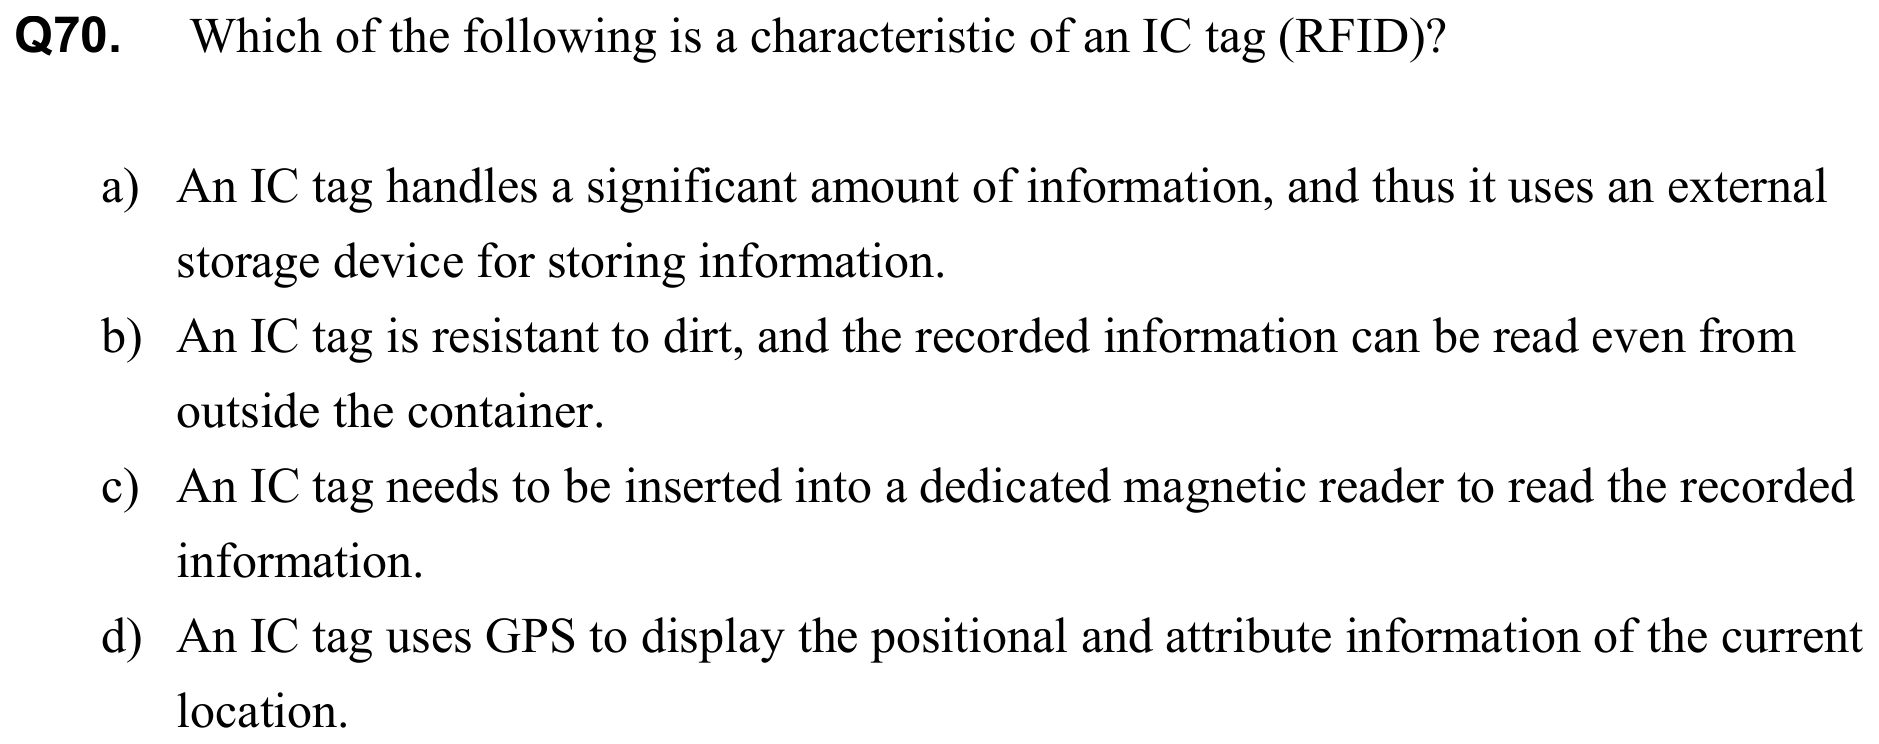 Q70. Which of the following is a characteristic of an IC tag (RFID)?
a) An IC tag handles a significant amount of information, and thus it uses an external
storage device for storing information.
b) An IC tag is resistant to dirt, and the recorded information can be read even from
outside the container.
c) An IC tag needs to be inserted into a dedicated magnetic reader to read the recorded
information.
d) An IC tag uses GPS to display the positional and attribute information of the current
location.